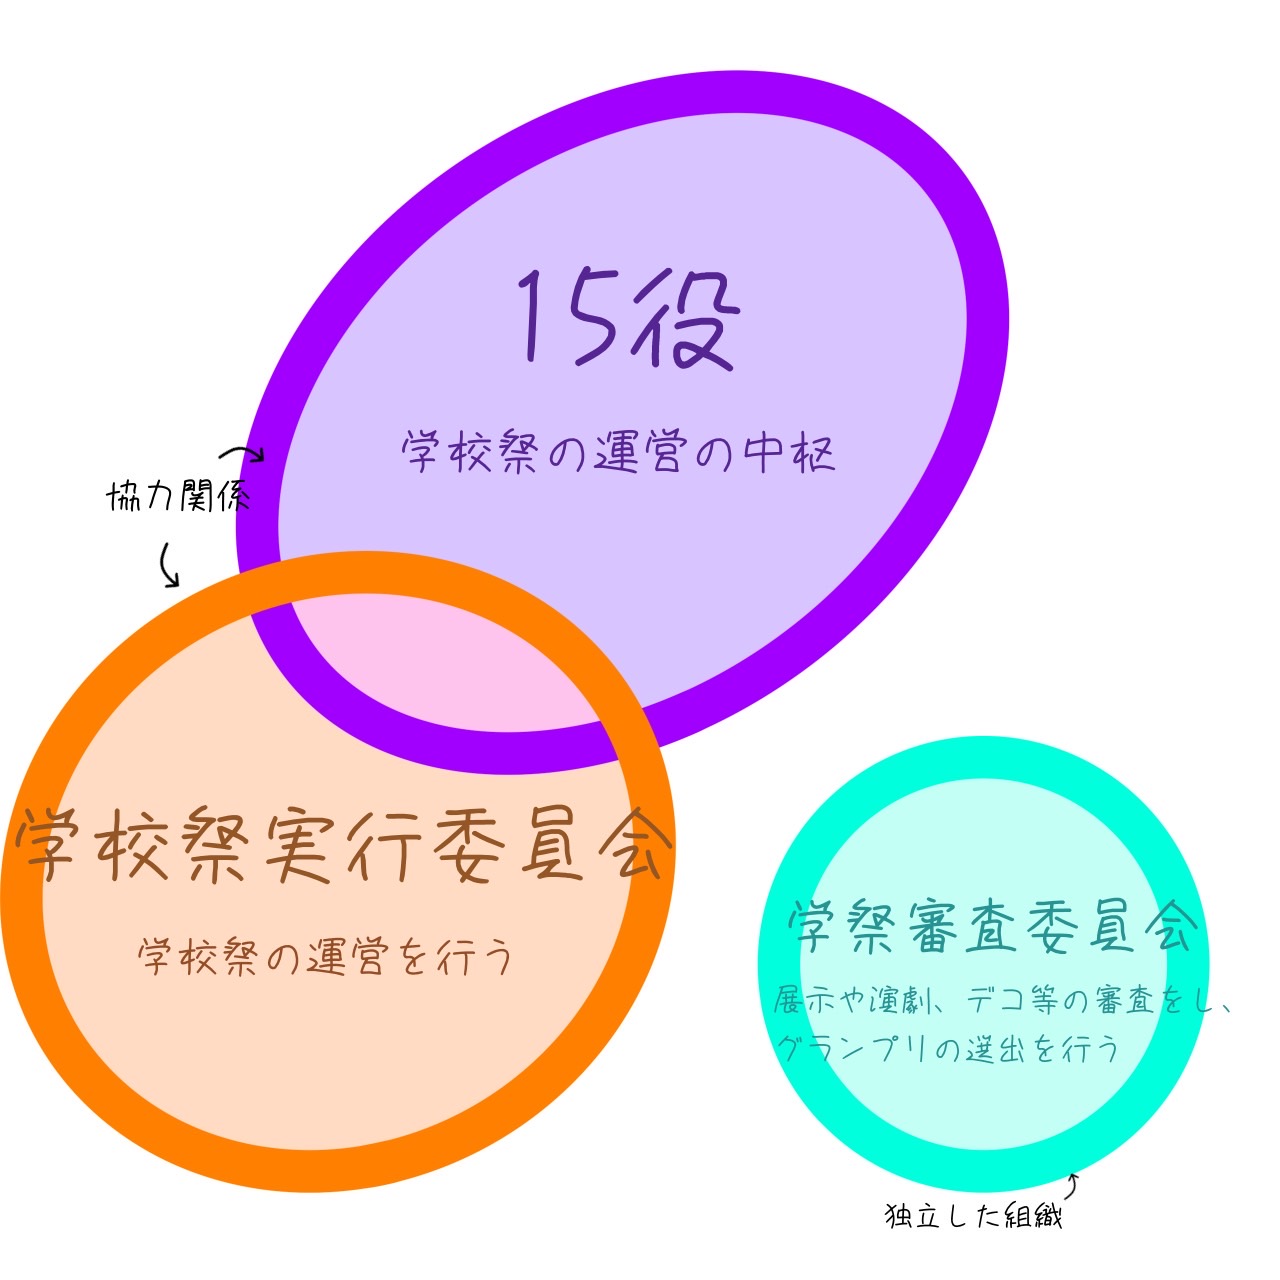 15役
学校祭の運営の中枢
協力関係
学校祭実行委員会
学校祭の運営を行う
学祭審査委員会
展示や演劇、デコ等の審査をし、
グランプリの選出を行う
独立した組織